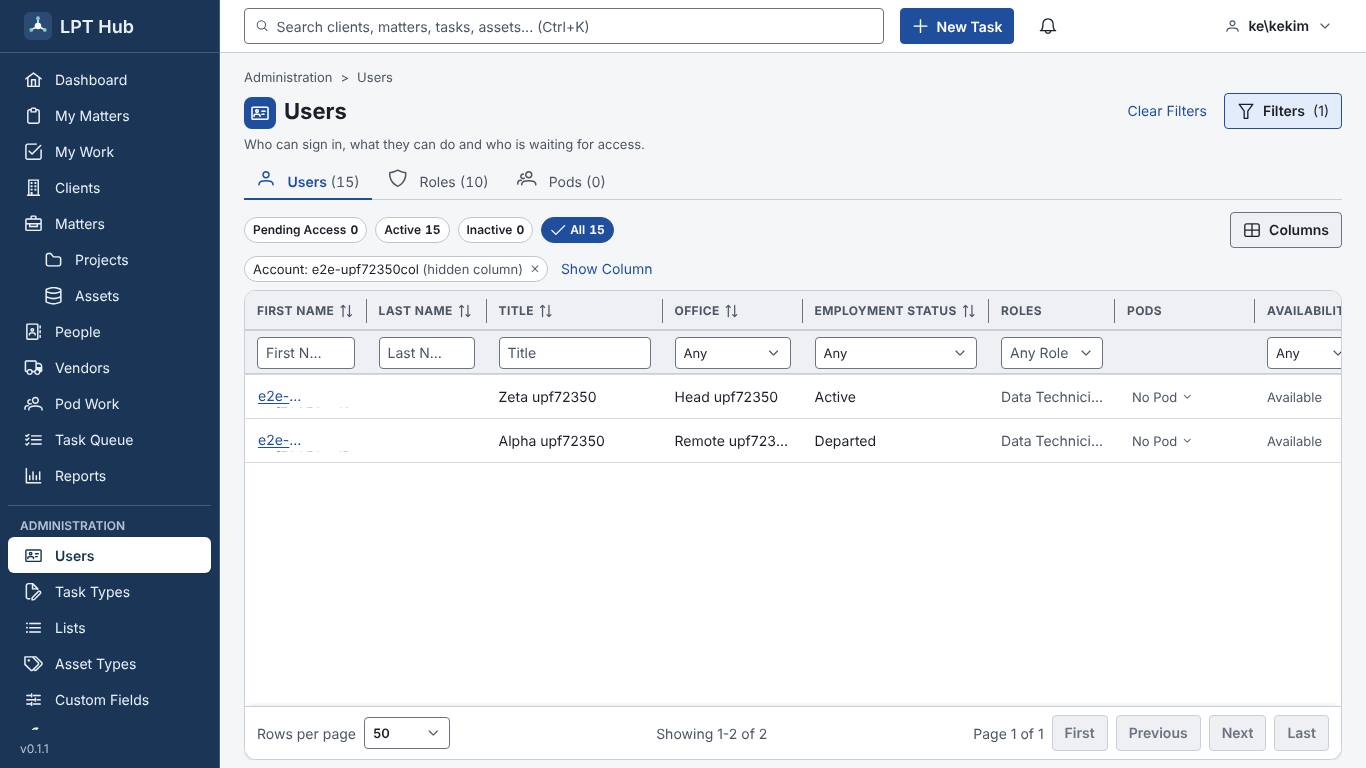 LPT Hub
Search clients, matters, tasks, assets... (Ctrl+K)
New Task
ke\kekim
Dashboard
My Matters
My Work
Clients
Matters
Projects
Assets
People
Vendors
Pod Work
Task Queue
Reports
ADMINISTRATION
Users
Task Types
Lists
Asset Types
Custom Fields
v0.1.1
Administration > Users
Users
Clear Filters
Filters (1)
Who can sign in, what they can do and who is waiting for access.
Users (15) Roles (10) Pods (0)
Pending Access 0 Active 15 Inactive 0 All 15
Columns
Account: e2e-upf72350col (hidden column) × Show Column
FIRST NAME LAST NAME TITLE OFFICE EMPLOYMENT STATUS ROLES PODS AVAILABILIT
First N... Last N... Title Any Any Any Role Any
e2e-... Zeta upf72350 Head upf72350 Active Data Technici... No Pod Available
e2e-... Alpha upf72350 Remote upf723... Departed Data Technici... No Pod Available
Rows per page 50 Showing 1-2 of 2 Page 1 of 1 First Previous Next Last